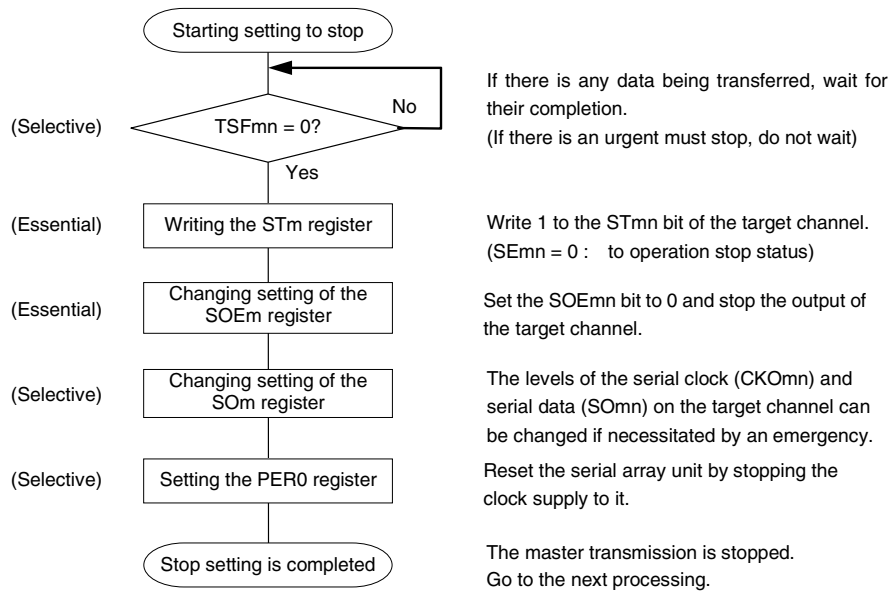 Starting setting to stop
If there is any data being transferred, wait for
their completion.
(If there is an urgent must stop, do not wait)
No
(Selective)
TSFmn = 0?
Yes
(Essential)
Writing the STm register
Write 1 to the STmn bit of the target channel.
(SEmn = 0 : to operation stop status)
(Essential)
Changing setting of the
SOEm register
Set the SOEmn bit to 0 and stop the output of
the target channel.
(Selective)
Changing setting of the
SOm register
The levels of the serial clock (CKOmn) and
serial data (SOmn) on the target channel can
be changed if necessitated by an emergency.
(Selective)
Setting the PER0 register
Reset the serial array unit by stopping the
clock supply to it.
Stop setting is completed
The master transmission is stopped.
Go to the next processing.